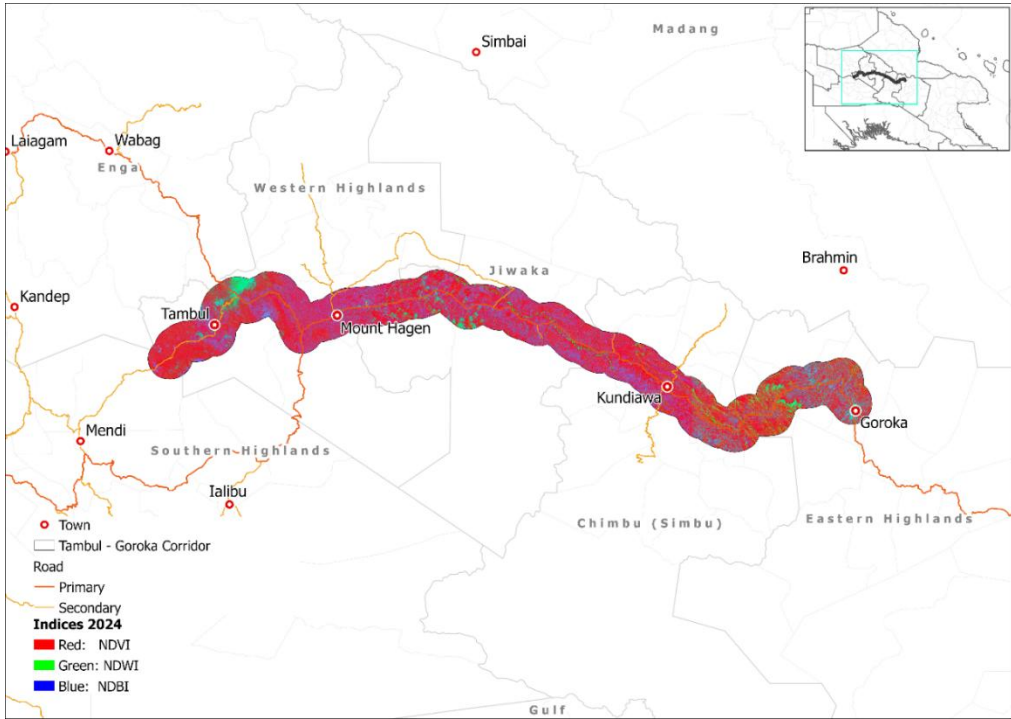 Simbai
Madang
Laiagam
Wabag
Enga
Western Highlands
Jiwaka
Brahmin
Kandep
Tambul
Mount Hagen
Kundiawa
Goroka
Mendi
Southern Highlands
Ialibu
Chimbu (Simbu)
Eastern Highlands
Town
Tambul - Goroka Corridor
Road
Primary
Secondary
Indices 2024
Red: NDVI
Green: NDWI
Blue: NDBI
Gulf